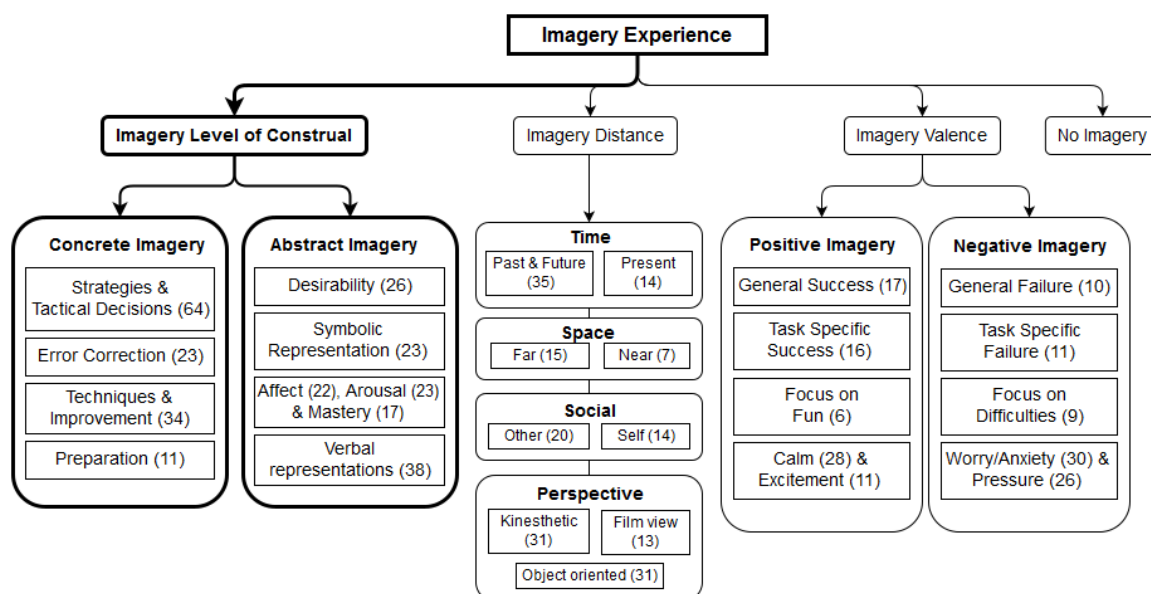 Imagery Experience
Imagery Level of Construal
Imagery Distance
Imagery Valence
No Imagery
Concrete Imagery
Strategies &
Tactical Decisions (64)
Error Correction (23)
Techniques &
Improvement (34)
Preparation (11)
Abstract Imagery
Desirability (26)
Symbolic
Representation (23)
Affect (22), Arousal (23)
& Mastery (17)
Verbal
representations (38)
Time
Past & Future
(35)
Present
(14)
Space
Far (15)
Near (7)
Social
Other (20)
Self (14)
Perspective
Kinesthetic
(31)
Film view
(13)
Object oriented (31)
Positive Imagery
General Success (17)
Task Specific
Success (16)
Focus on
Fun (6)
Calm (28) &
Excitement (11)
Negative Imagery
General Failure (10)
Task Specific
Failure (11)
Focus on
Difficulties (9)
Worry/Anxiety (30) &
Pressure (26)